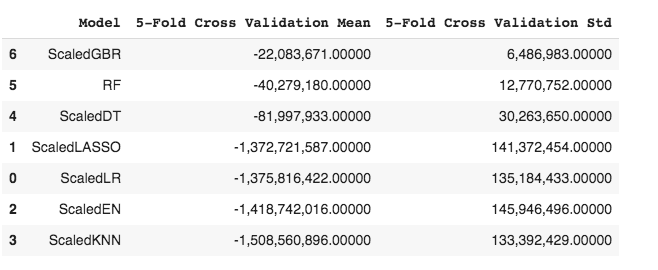 Model 5-Fold Cross Validation Mean 5-Fold Cross Validation Std
6 ScaledGBR -22,083,671.00000 6,486,983.00000
5 RF -40,279,180.00000 12,770,752.00000
4 ScaledDT -81,997,933.00000 30,263,650.00000
1 ScaledLASSO -1,372,721,587.00000 141,372,454.00000
0 ScaledLR -1,375,816,422.00000 135,184,433.00000
2 ScaledEN -1,418,742,016.00000 145,946,496.00000
3 ScaledKNN -1,508,560,896.00000 133,392,429.00000